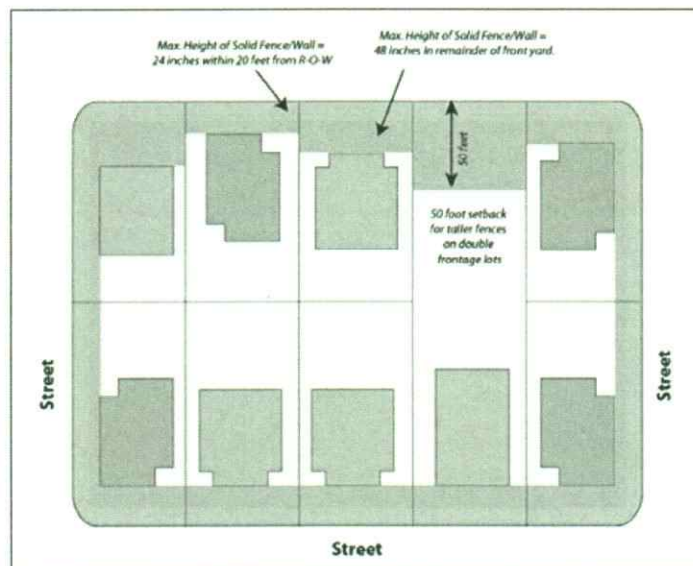 Max. Height of Solid Fence/Wall =
24 inches within 20 feet from R-O-W
Max. Height of Solid Fence/Wall =
48 inches in remainder of front yard.
50 feet
50 foot setback
for taller fences
on double
frontage lots
Street
Street
Street